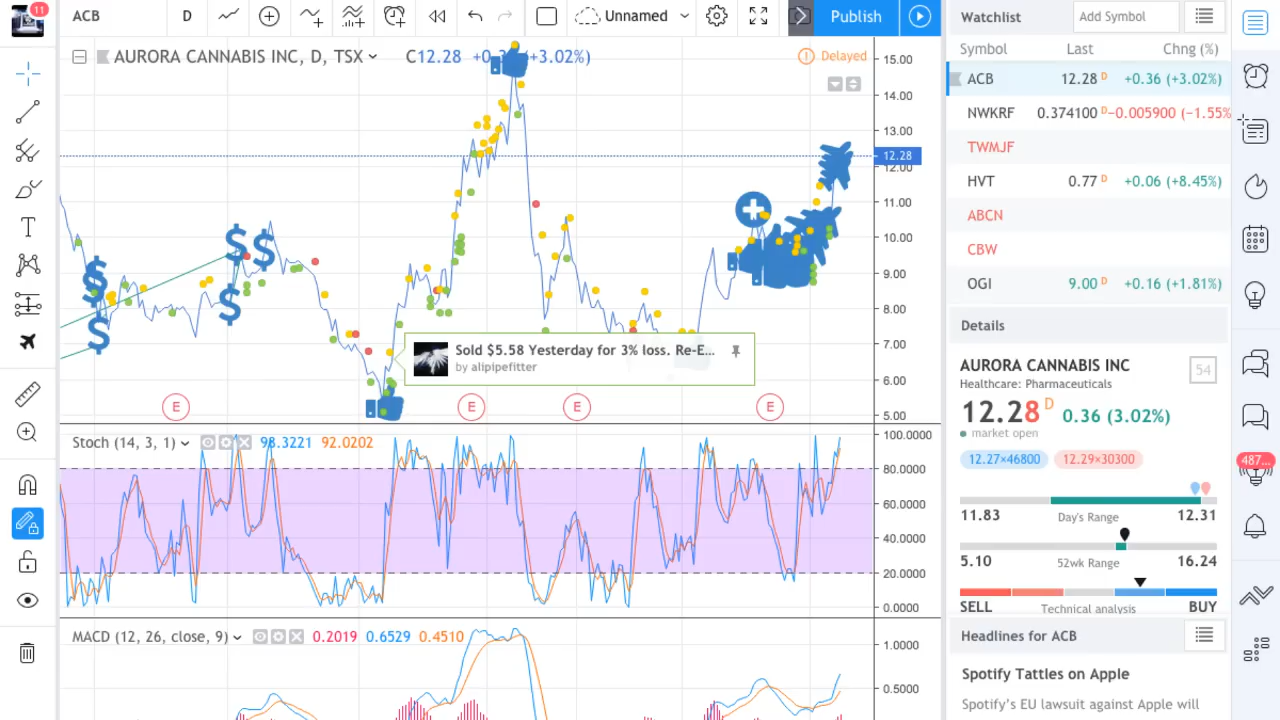 11
ACB
D
Unnamed
Publish
AURORA CANNABIS INC, D, TSX
C12.28
+3.02%)
Delayed
15.00
14.00
13.00
12.28
12.00
11.00
10.00
9.00
8.00
7.00
6.00
5.00
$ $
$
$
$
Sold $5.58 Yesterday for 3% loss. Re-E...
by alipipefitter
E E E E
Stoch (14, 3, 1) 98.3221 92.0202
100.0000
80.0000
60.0000
40.0000
20.0000
0.0000
MACD (12, 26, close, 9) 0.2019 0.6529 0.4510
1.0000
0.5000
Watchlist
Add Symbol
Symbol Last Chng (%)
ACB 12.28 D +0.36 (+3.02%)
NWKRF 0.374100 D −0.005900 (−1.55%
TWMJF
HVT 0.77 D +0.06 (+8.45%)
ABCN
CBW
OGI 9.00 D +0.16 (+1.81%)
Details
AURORA CANNABIS INC
54
Healthcare: Pharmaceuticals
12.28 D 0.36 (3.02%)
market open
12.27×46800 12.29×30300
11.83 Day's Range 12.31
5.10 52wk Range 16.24
SELL Technical analysis BUY
Headlines for ACB
Spotify Tattles on Apple
Spotify's EU lawsuit against Apple will
487...